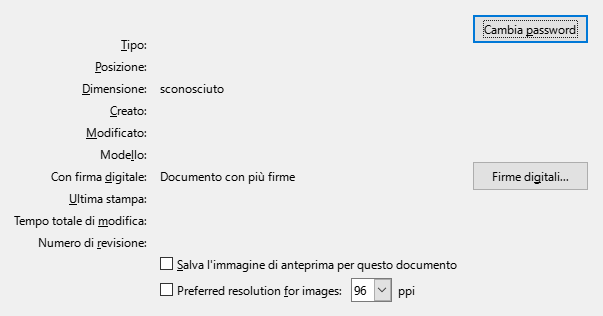 Cambia password
Tipo:
Posizione:
Dimensione: sconosciuto
Creato:
Modificato:
Modello:
Con firma digitale: Documento con più firme Firme digitali...
Ultima stampa:
Tempo totale di modifica:
Numero di revisione:
Salva l'immagine di anteprima per questo documento
Preferred resolution for images: 96 ppi